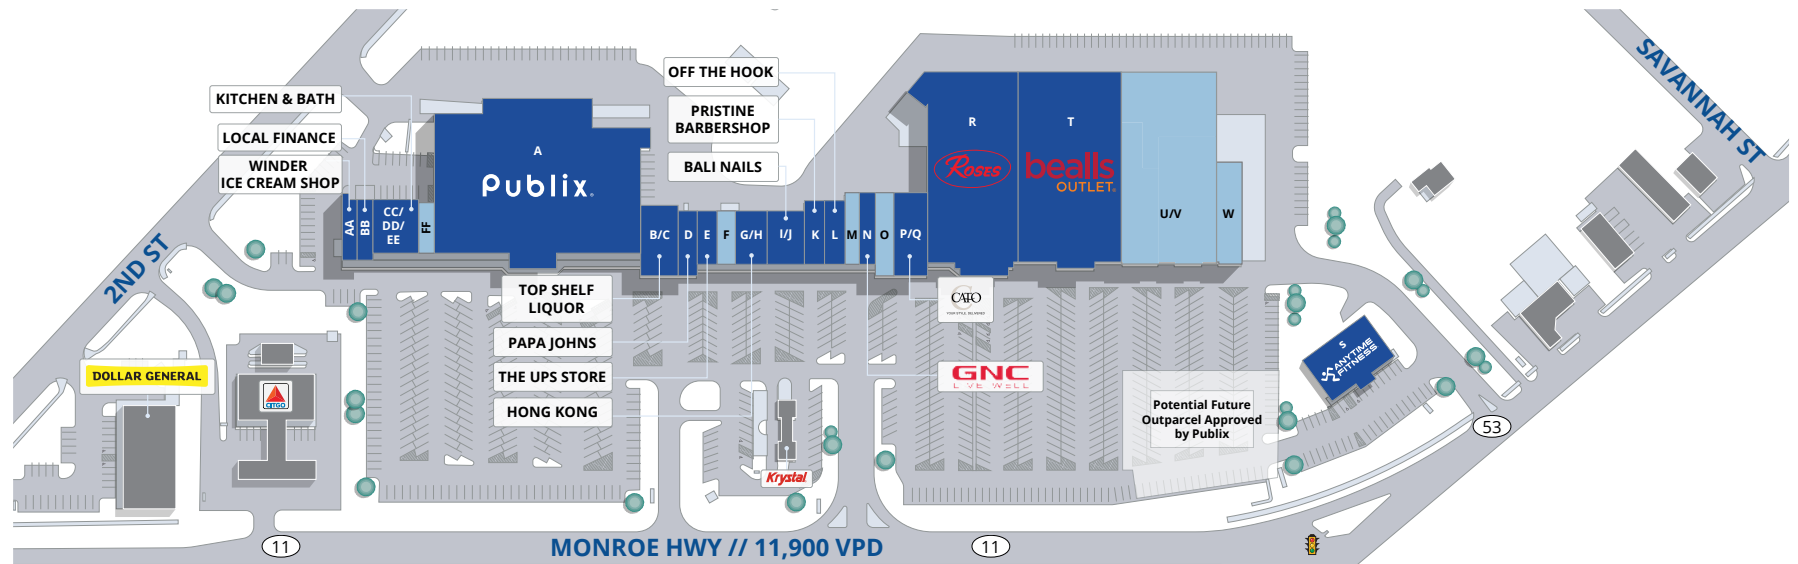 SAVANNAH ST
OFF THE HOOK
KITCHEN & BATH
PRISTINE
BARBERSHOP
LOCAL FINANCE
BALI NAILS
WINDER
ICE CREAM SHOP
A
Publix.
R
ROSES
T
bealls
OUTLET
AA
BB
CC/
DD/
EE
FF
B/C
D
E
F
G/H
I/J
K
L
M
N
O
P/Q
U/V
W
2ND ST
TOP SHELF
LIQUOR
CATO
PAPA JOHNS
THE UPS STORE
GNC
LIVE WELL
HONG KONG
S
ANYTIME
FITNESS
DOLLAR GENERAL
CITGO
Krystal
Potential Future
Outparcel Approved
by Publix
53
11
MONROE HWY // 11,900 VPD
11